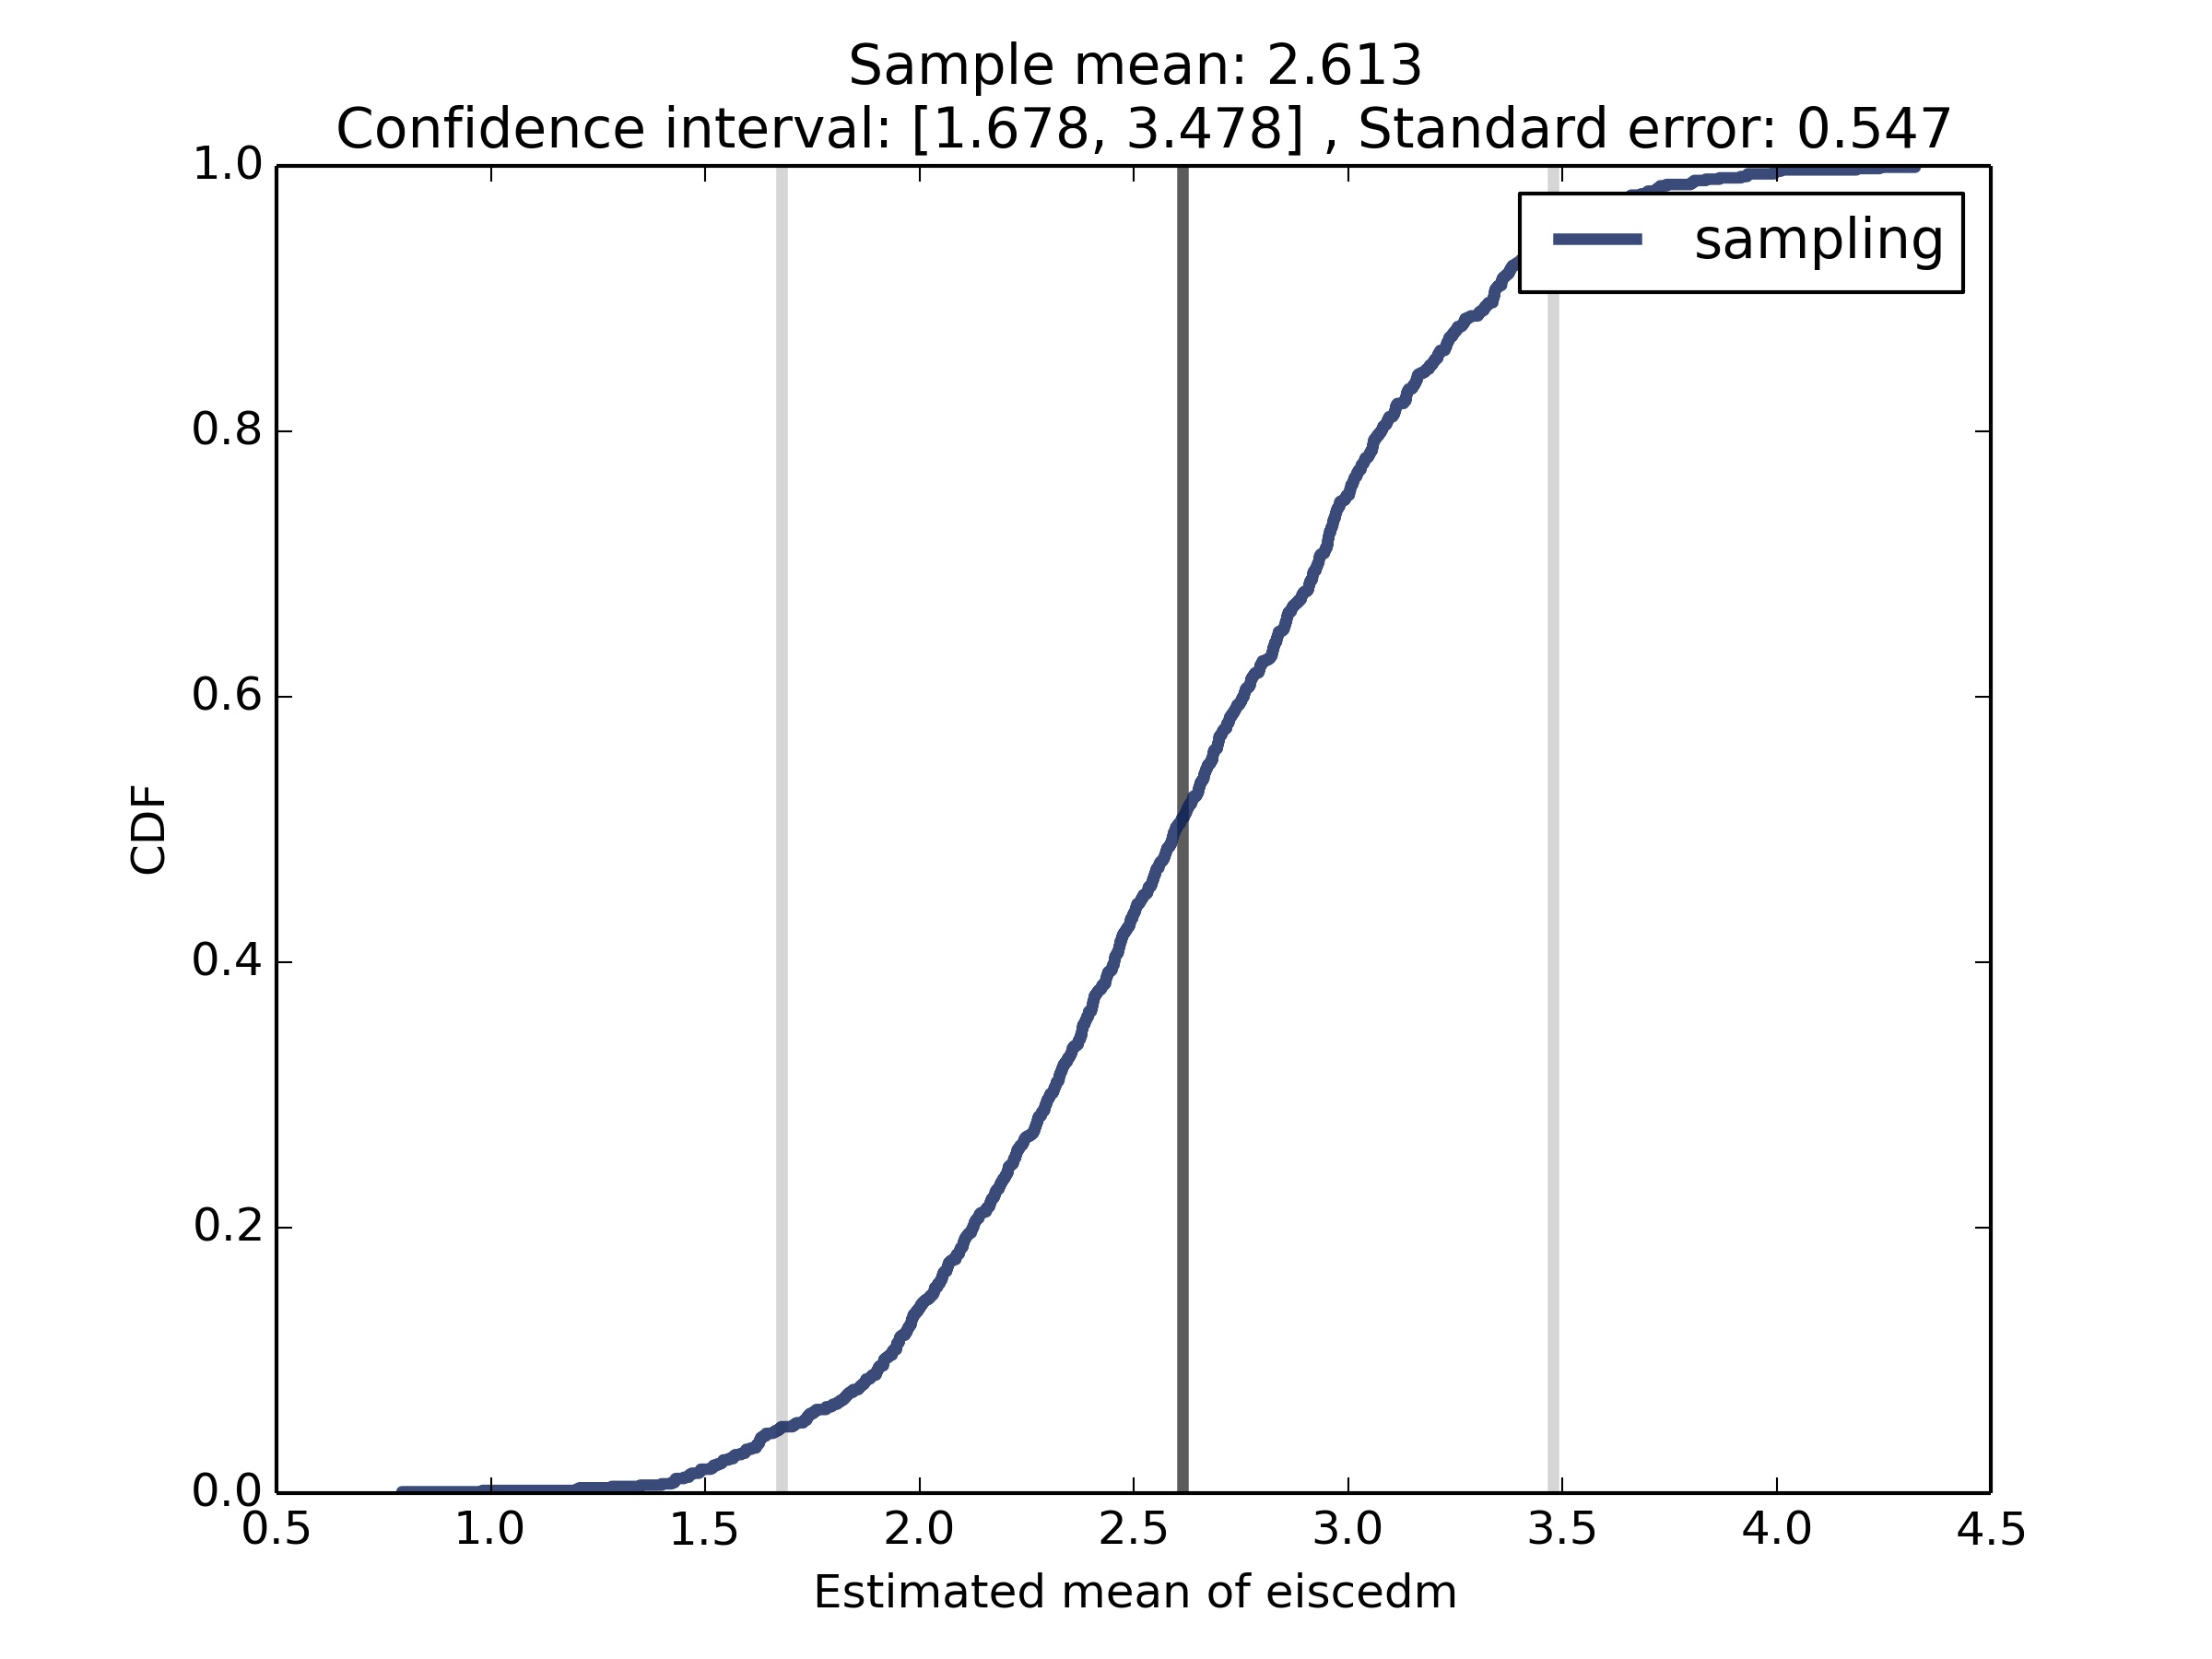 Sample mean: 2.613
Confidence interval: [1.678, 3.478] , Standard error: 0.547
1.0
sampling
0.8
0.6
CDF
0.4
0.2
0.0
0.5 1.0 1.5 2.0 2.5 3.0 3.5 4.0 4.5
Estimated mean of eiscedm